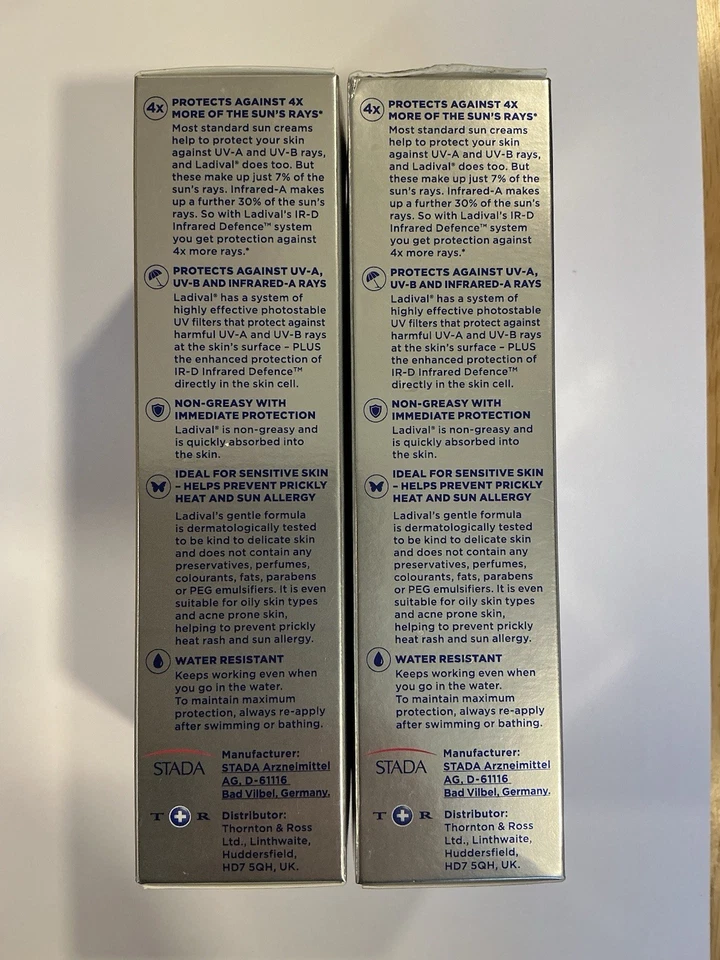 4x
PROTECTS AGAINST 4X
MORE OF THE SUN'S RAYS*
Most standard sun creams
help to protect your skin
against UV-A and UV-B rays,
and Ladival® does too. But
these make up just 7% of the
sun's rays. Infrared-A makes
up a further 30% of the sun's
rays. So with Ladival's IR-D
Infrared Defence™ system
you get protection against
4x more rays.*
PROTECTS AGAINST UV-A,
UV-B AND INFRARED-A RAYS
Ladival® has a system of
highly effective photostable
UV filters that protect against
harmful UV-A and UV-B rays
at the skin's surface – PLUS
the enhanced protection of
IR-D Infrared Defence™
directly in the skin cell.
NON-GREASY WITH
IMMEDIATE PROTECTION
Ladival® is non-greasy and
is quickly absorbed into
the skin.
IDEAL FOR SENSITIVE SKIN
– HELPS PREVENT PRICKLY
HEAT AND SUN ALLERGY
Ladival's gentle formula
is dermatologically tested
to be kind to delicate skin
and does not contain any
preservatives, perfumes,
colourants, fats, parabens
or PEG emulsifiers. It is even
suitable for oily skin types
and acne prone skin,
helping to prevent prickly
heat rash and sun allergy.
WATER RESISTANT
Keeps working even when
you go in the water.
To maintain maximum
protection, always re-apply
after swimming or bathing.
STADA
Manufacturer:
STADA Arzneimittel
AG, D-61116
Bad Vilbel, Germany.
T R
Distributor:
Thornton & Ross
Ltd., Linthwaite,
Huddersfield,
HD7 5QH, UK.
4x
PROTECTS AGAINST 4X
MORE OF THE SUN'S RAYS*
Most standard sun creams
help to protect your skin
against UV-A and UV-B rays,
and Ladival® does too. But
these make up just 7% of the
sun's rays. Infrared-A makes
up a further 30% of the sun's
rays. So with Ladival's IR-D
Infrared Defence™ system
you get protection against
4x more rays.*
PROTECTS AGAINST UV-A,
UV-B AND INFRARED-A RAYS
Ladival® has a system of
highly effective photostable
UV filters that protect against
harmful UV-A and UV-B rays
at the skin's surface – PLUS
the enhanced protection of
IR-D Infrared Defence™
directly in the skin cell.
NON-GREASY WITH
IMMEDIATE PROTECTION
Ladival® is non-greasy and
is quickly absorbed into
the skin.
IDEAL FOR SENSITIVE SKIN
– HELPS PREVENT PRICKLY
HEAT AND SUN ALLERGY
Ladival's gentle formula
is dermatologically tested
to be kind to delicate skin
and does not contain any
preservatives, perfumes,
colourants, fats, parabens
or PEG emulsifiers. It is even
suitable for oily skin types
and acne prone skin,
helping to prevent prickly
heat rash and sun allergy.
WATER RESISTANT
Keeps working even when
you go in the water.
To maintain maximum
protection, always re-apply
after swimming or bathing.
STADA
Manufacturer:
STADA Arzneimittel
AG, D-61116
Bad Vilbel, Germany.
T R
Distributor:
Thornton & Ross
Ltd., Linthwaite,
Huddersfield,
HD7 5QH, UK.